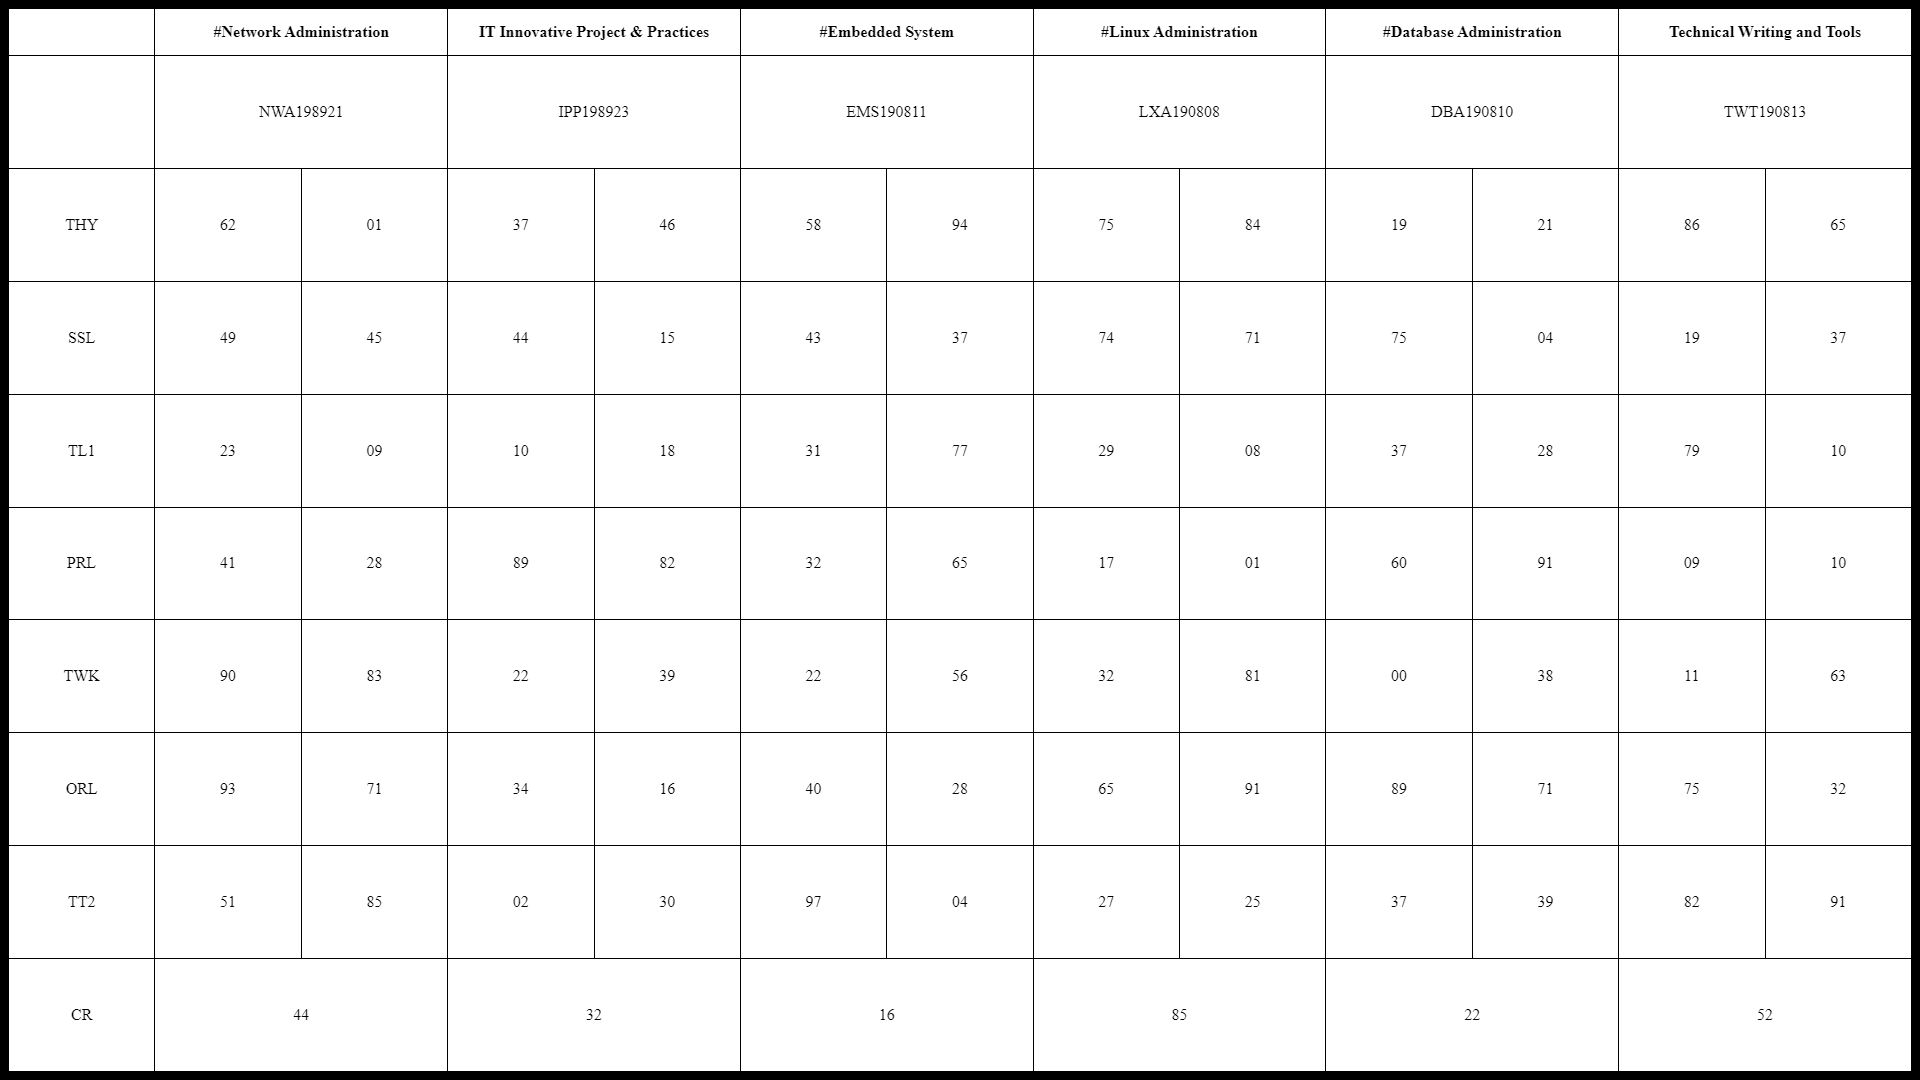 #Network Administration IT Innovative Project & Practices #Embedded System #Linux Administration #Database Administration Technical Writing and Tools
NWA198921 IPP198923 EMS190811 LXA190808 DBA190810 TWT190813
THY 62 01 37 46 58 94 75 84 19 21 86 65
SSL 49 45 44 15 43 37 74 71 75 04 19 37
TL1 23 09 10 18 31 77 29 08 37 28 79 10
PRL 41 28 89 82 32 65 17 01 60 91 09 10
TWK 90 83 22 39 22 56 32 81 00 38 11 63
ORL 93 71 34 16 40 28 65 91 89 71 75 32
TT2 51 85 02 30 97 04 27 25 37 39 82 91
CR 44 32 16 85 22 52